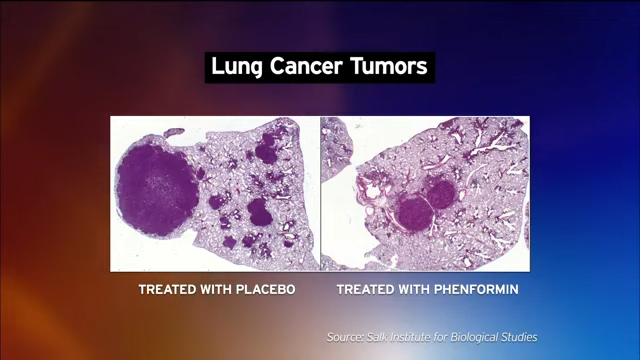 Lung Cancer Tumors
TREATED WITH PLACEBO
TREATED WITH PHENFORMIN
Source: Salk Institute for Biological Studies